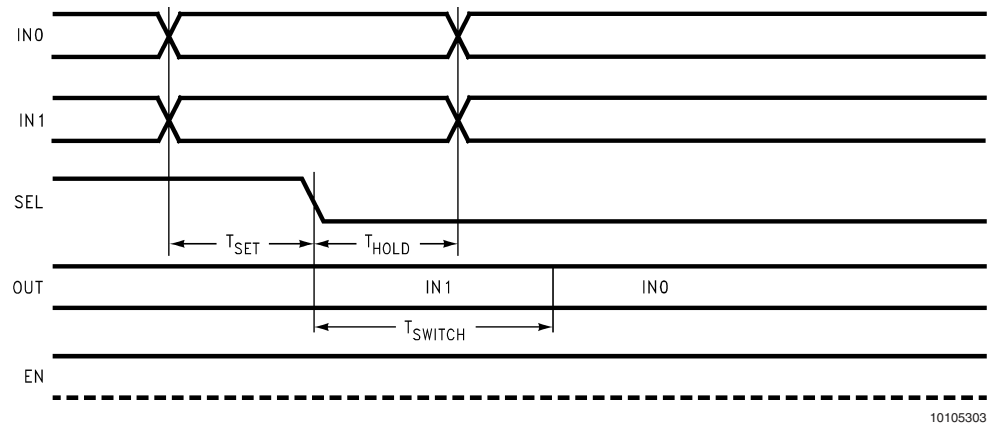 IN0
IN1
SEL
T_SET T_HOLD
OUT IN1 IN0
T_SWITCH
EN
10105303